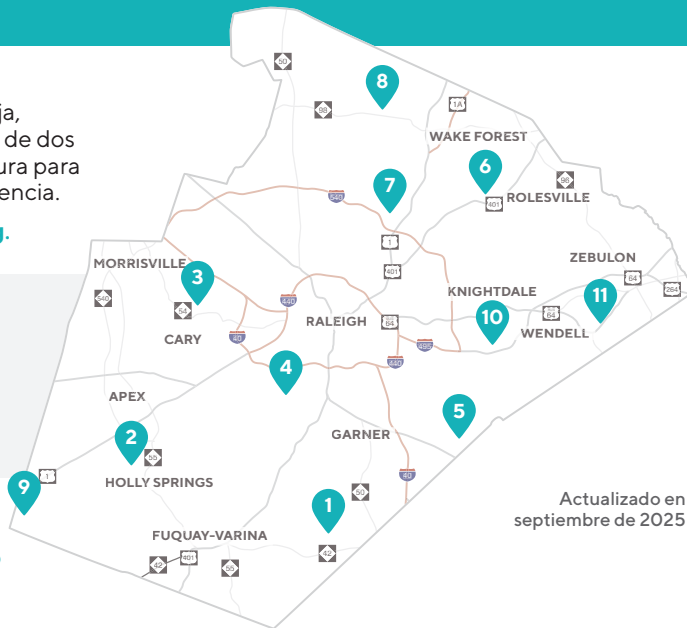 ja,
de dos
ura para
encia.
g.
50
8
98
1A
WAKE FOREST
6
98
7
540
401
ROLESVILLE
1
MORRISVILLE
3
401
ZEBULON
64
264
540
54
440
KNIGHTDALE
11
RALEIGH
64
10
64
40
CARY
495
WENDELL
440
4
APEX
5
2
GARNER
55
1
HOLLY SPRINGS
40
9
50
1
Actualizado en
septiembre de 2025
FUQUAY-VARINA
42
42
401
55